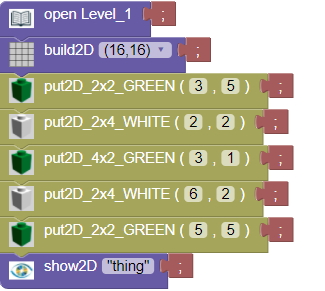 open Level_1 ;
build2D (16,16) ;
put2D_2x2_GREEN ( 3 , 5 ) ;
put2D_2x4_WHITE ( 2 , 2 ) ;
put2D_4x2_GREEN ( 3 , 1 ) ;
put2D_2x4_WHITE ( 6 , 2 ) ;
put2D_2x2_GREEN ( 5 , 5 ) ;
show2D "thing" ;